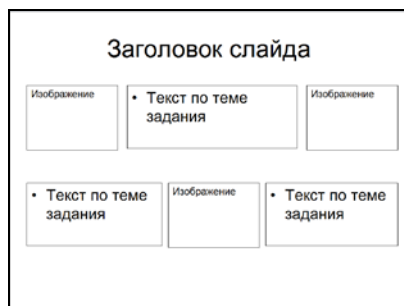 Заголовок слайда
Изображение
• Текст по теме
задания
Изображение
• Текст по теме
задания
Изображение
• Текст по теме
задания